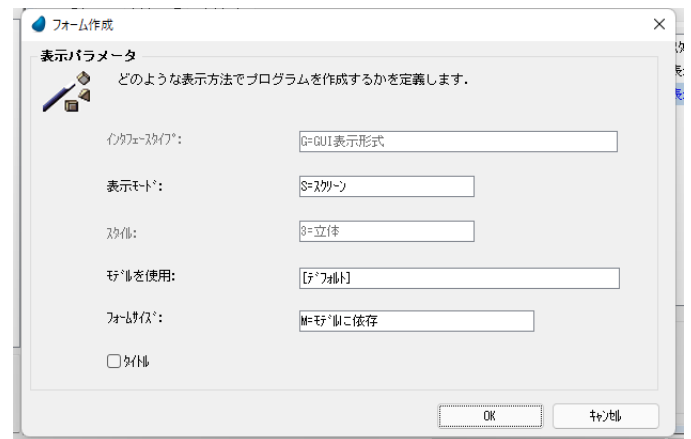 フォーム作成
表示パラメータ
どのような表示方法でプログラムを作成するかを定義します.
ｲﾝﾀﾌｪｰｽﾀｲﾌﾟ:
G=GUI表示形式
表示ﾓｰﾄﾞ:
S=ｽｸﾘｰﾝ
ｽﾀｲﾙ:
3=立体
ﾓﾃﾞﾙを使用:
[ﾃﾞﾌｫﾙﾄ]
ﾌｫｰﾑｻｲｽﾞ:
M=ﾓﾃﾞﾙに依存
ﾀｲﾄﾙ
OK
ｷｬﾝｾﾙ